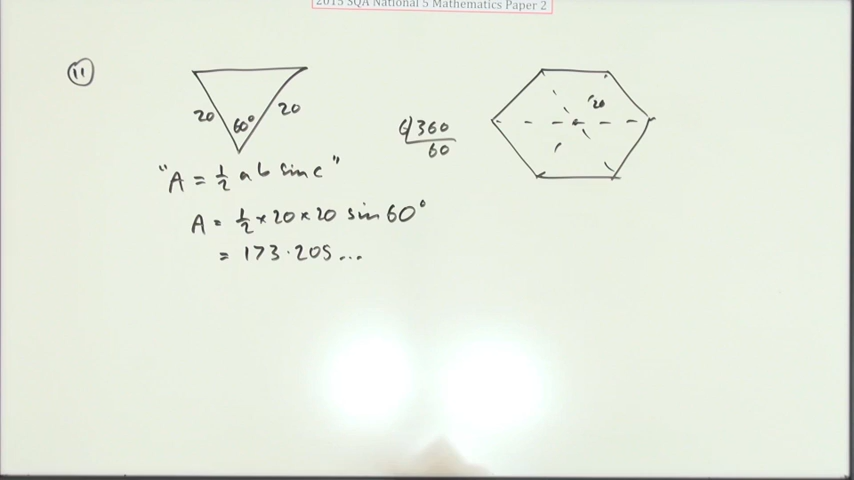 2015 SQA National 5 Mathematics Paper 2
11
20
20
60°
20
6 360
60
"A = ½ ab sin C"
A = ½ × 20 × 20 sin 60°
= 173.205...